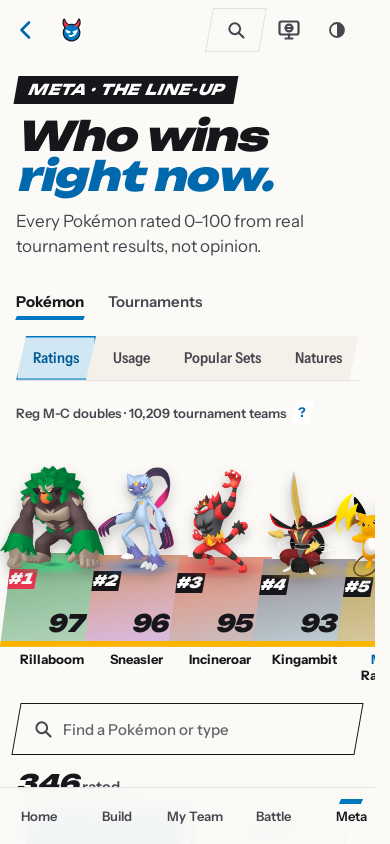 META · THE LINE-UP
Who wins
right now.
Every Pokémon rated 0–100 from real
tournament results, not opinion.
Pokémon Tournaments
Ratings Usage Popular Sets Natures
Reg M-C doubles · 10,209 tournament teams ?
#1 #2 #3 #4 #5
97 96 95 93
Rillaboom Sneasler Incineroar Kingambit
Find a Pokémon or type
346 rated
Home Build My Team Battle Meta